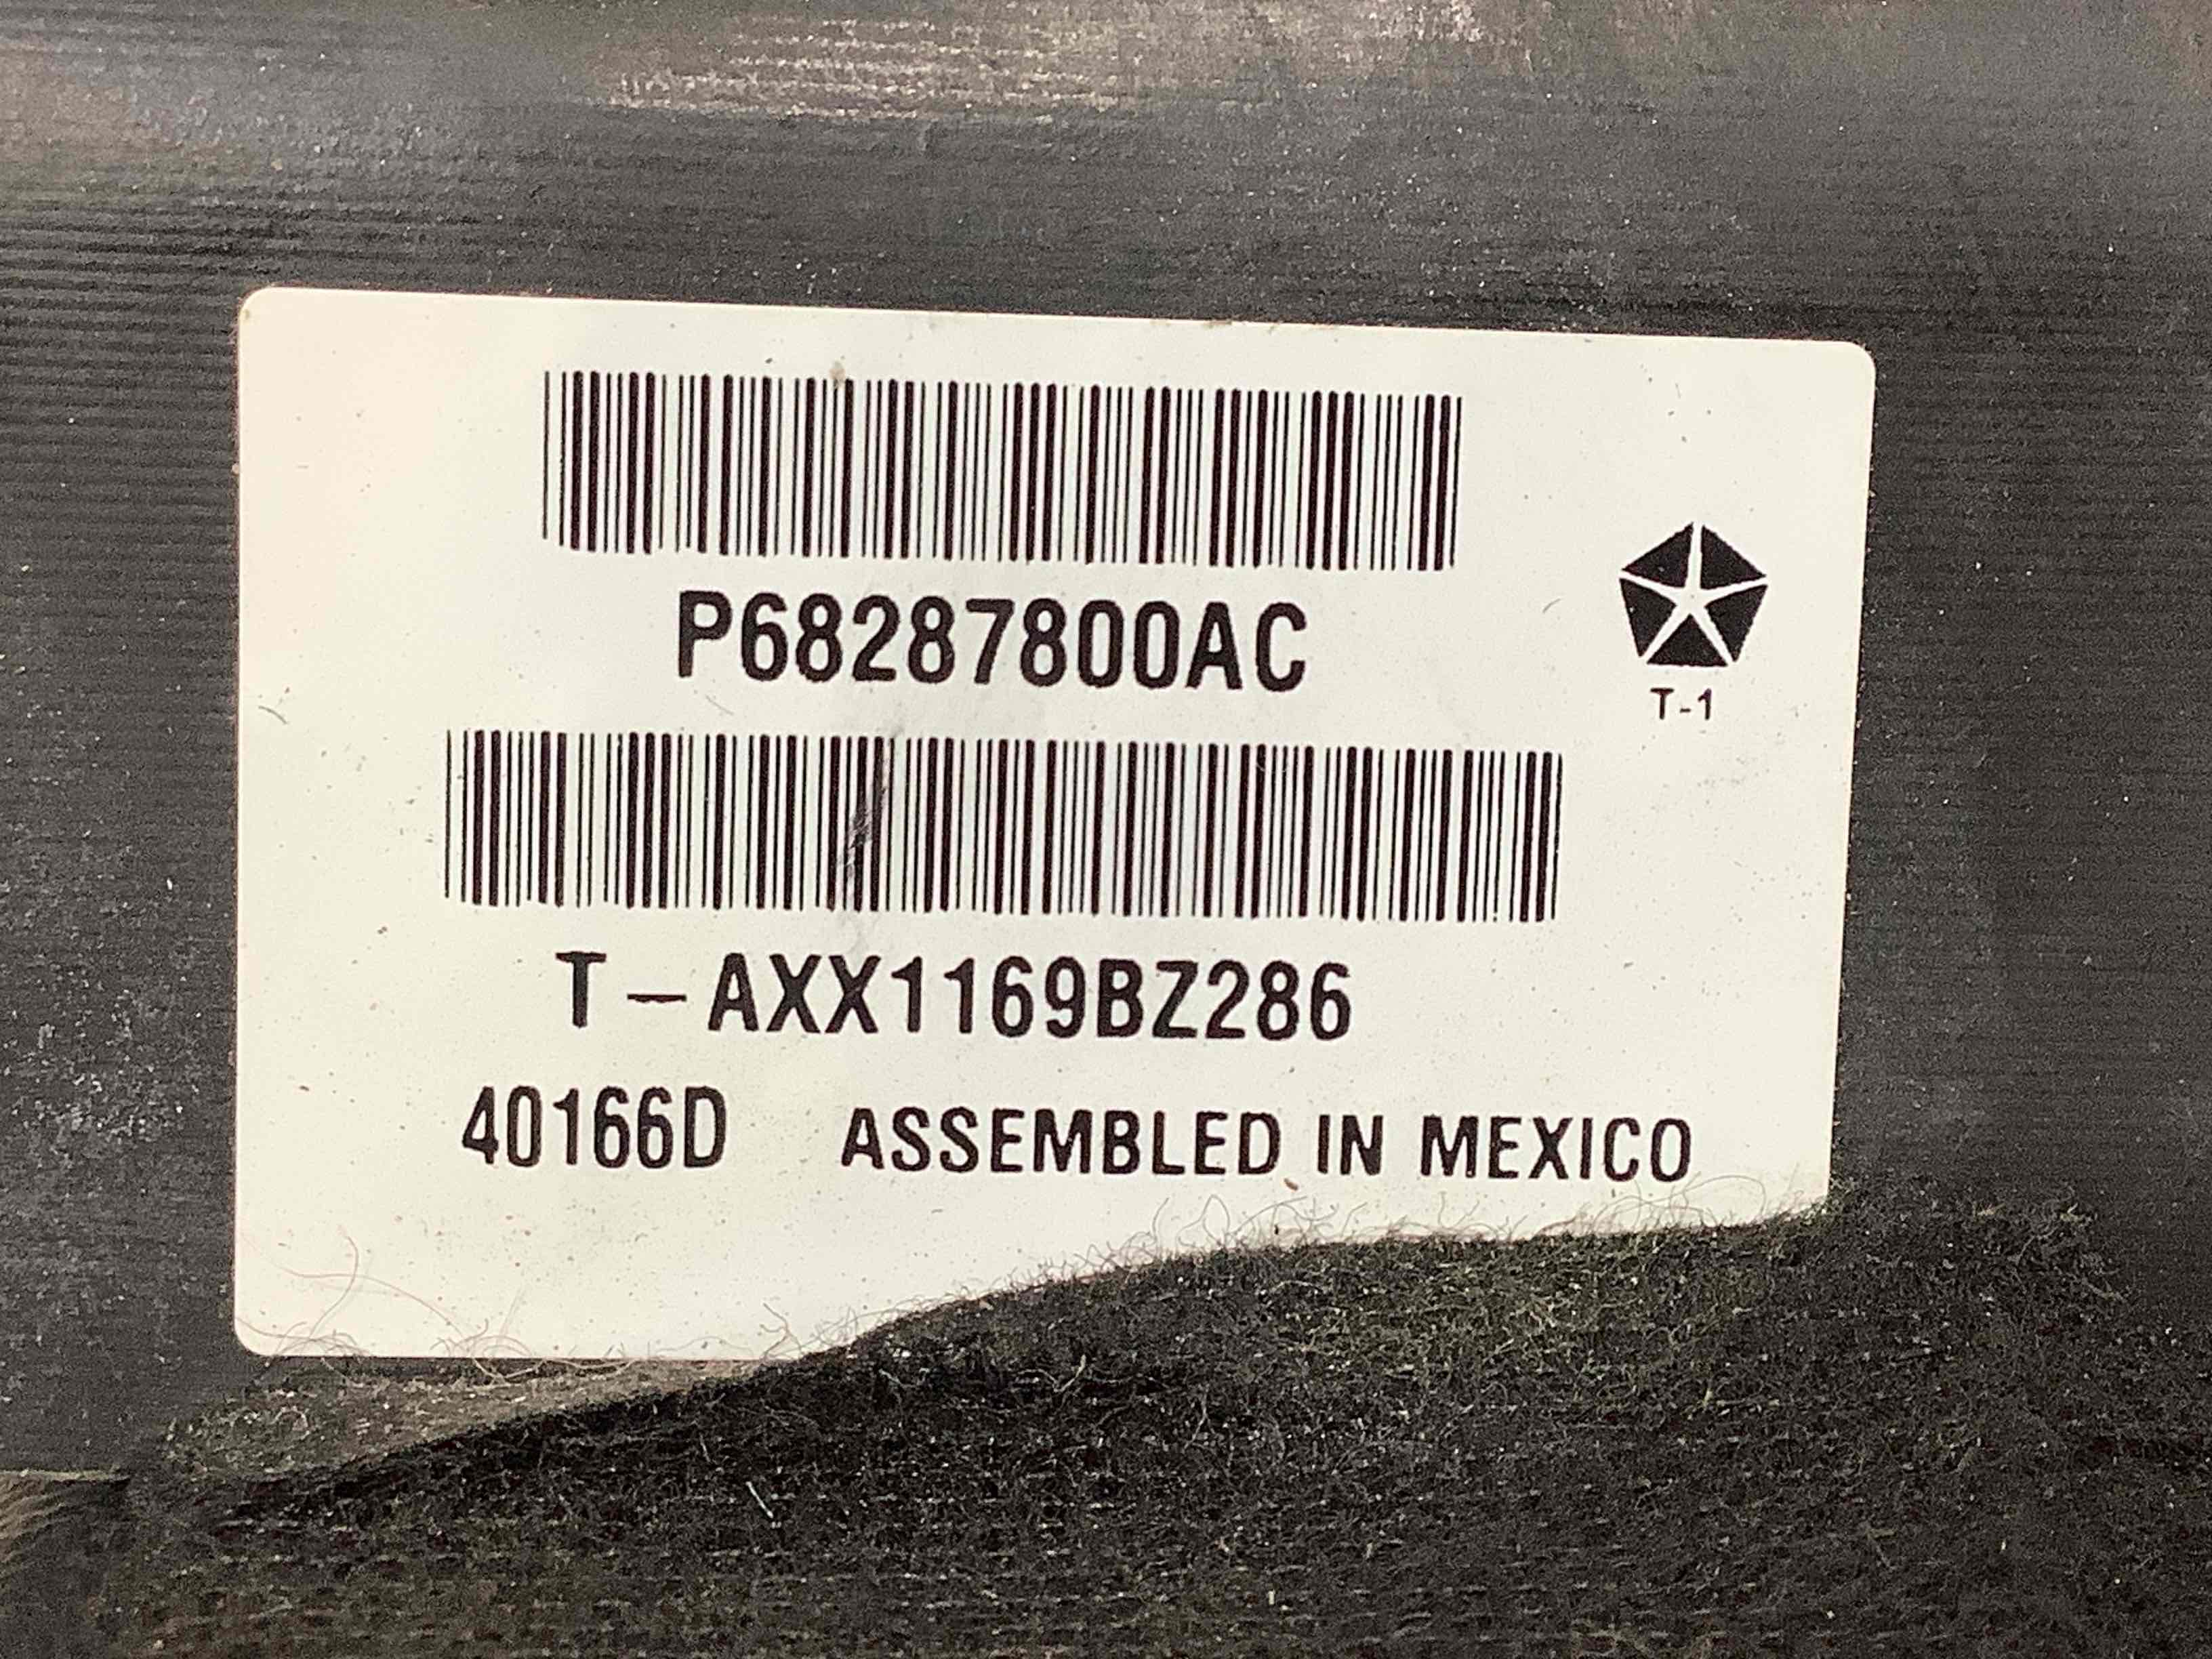 P68287800AC
T-1
T-AXX1169BZ286
40166D ASSEMBLED IN MEXICO